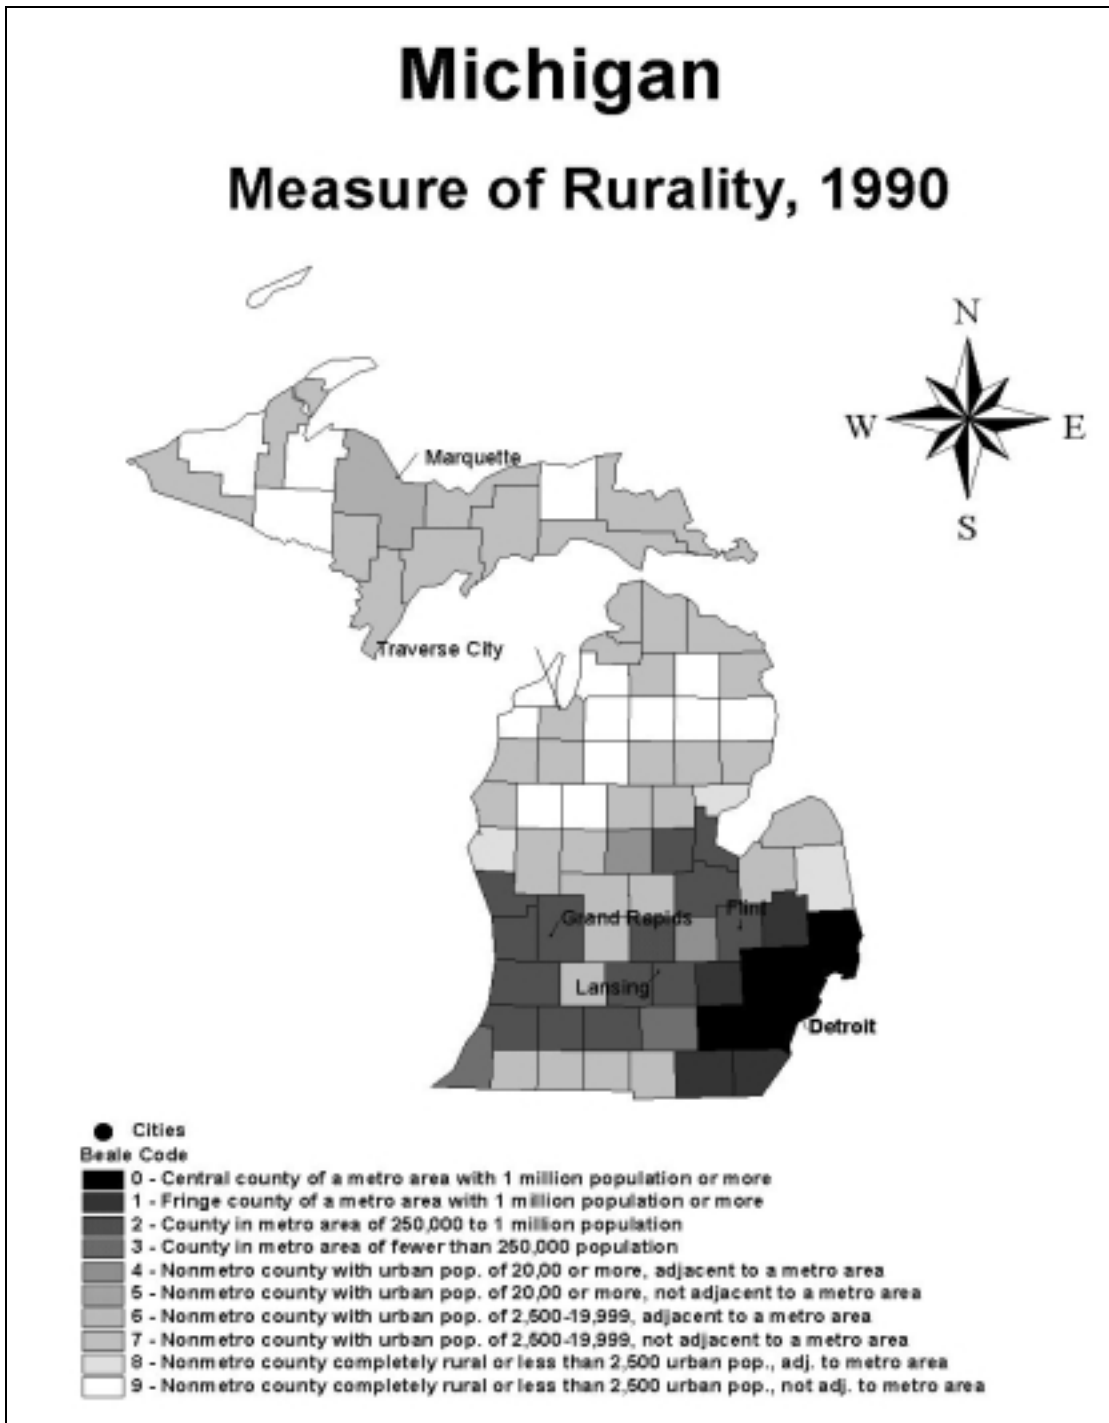 Michigan
Measure of Rurality, 1990
N
W
E
S
Marquette
Traverse City
Grand Rapids
Flint
Lansing
Detroit
Cities
Beale Code
0 - Central county of a metro area with 1 million population or more
1 - Fringe county of a metro area with 1 million population or more
2 - County in metro area of 250,000 to 1 million population
3 - County in metro area of fewer than 250,000 population
4 - Nonmetro county with urban pop. of 20,00 or more, adjacent to a metro area
5 - Nonmetro county with urban pop. of 20,00 or more, not adjacent to a metro area
6 - Nonmetro county with urban pop. of 2,500-19,999, adjacent to a metro area
7 - Nonmetro county with urban pop. of 2,500-19,999, not adjacent to a metro area
8 - Nonmetro county completely rural or less than 2,500 urban pop., adj. to metro area
9 - Nonmetro county completely rural or less than 2,500 urban pop., not adj. to metro area